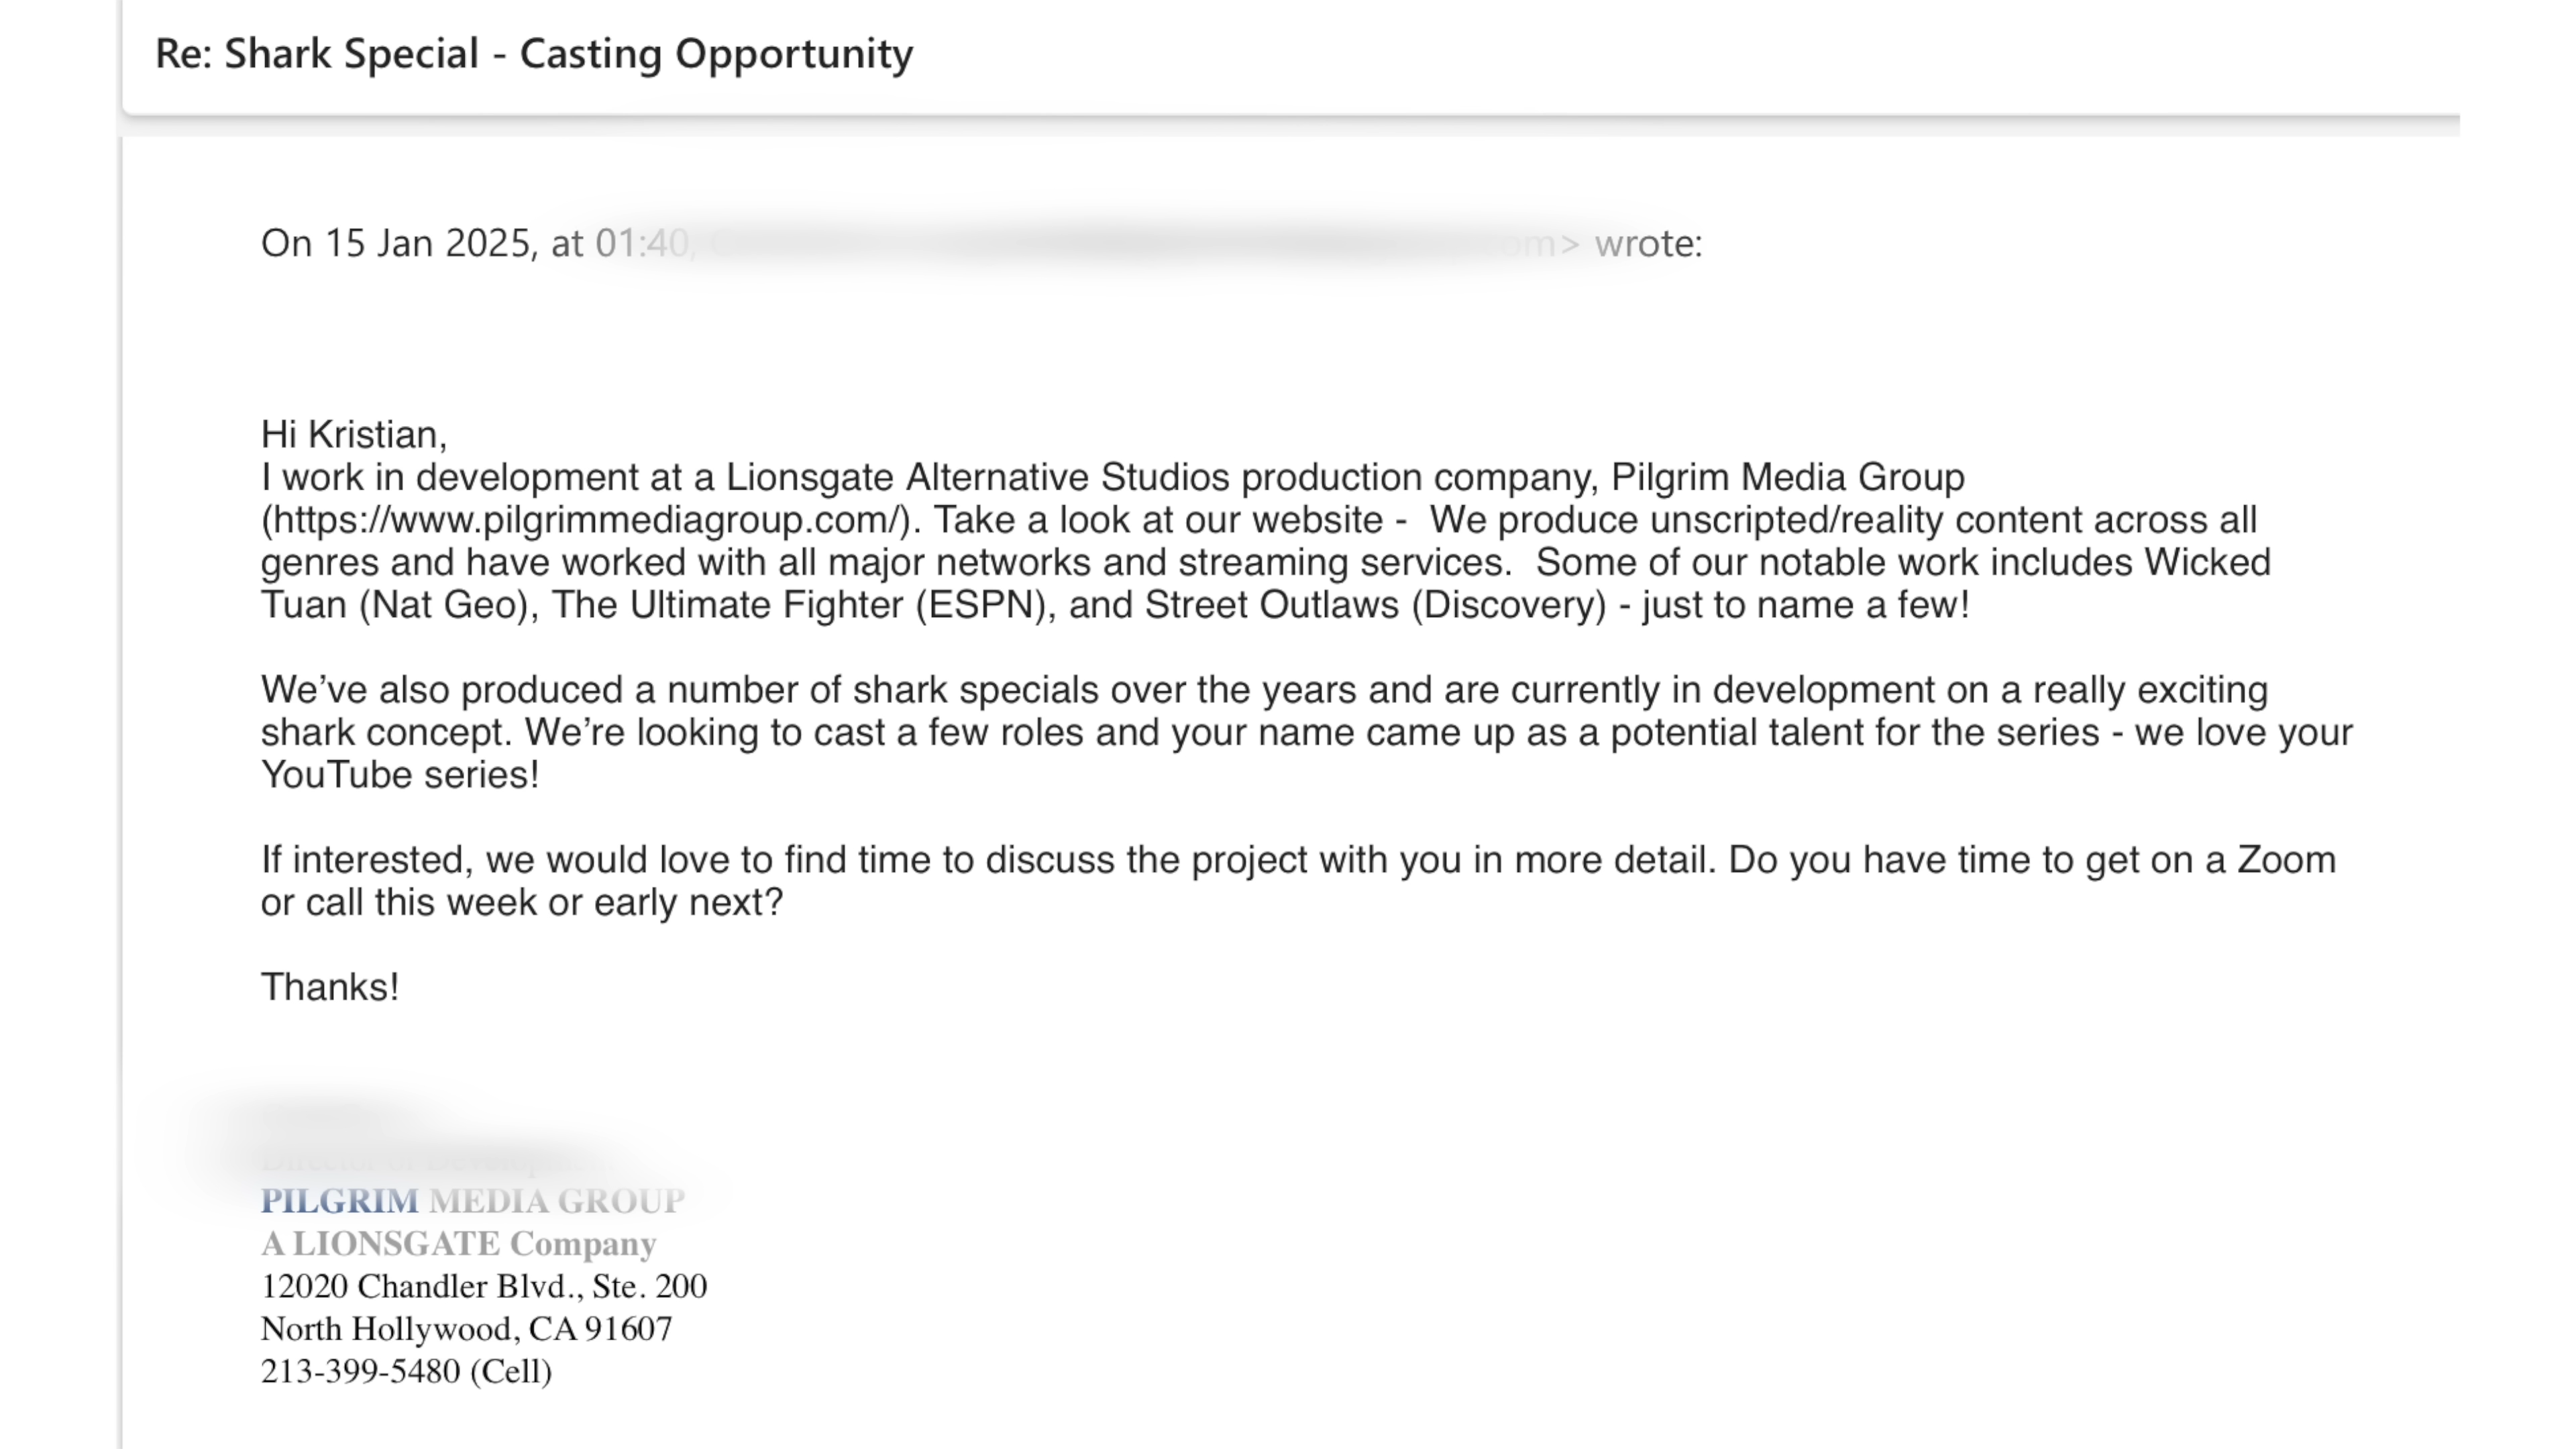 Re: Shark Special - Casting Opportunity
On 15 Jan 2025, at 01:40, om> wrote:
Hi Kristian,
I work in development at a Lionsgate Alternative Studios production company, Pilgrim Media Group
(https://www.pilgrimmediagroup.com/). Take a look at our website -  We produce unscripted/reality content across all
genres and have worked with all major networks and streaming services.  Some of our notable work includes Wicked
Tuan (Nat Geo), The Ultimate Fighter (ESPN), and Street Outlaws (Discovery) - just to name a few!
We’ve also produced a number of shark specials over the years and are currently in development on a really exciting
shark concept. We’re looking to cast a few roles and your name came up as a potential talent for the series - we love your
YouTube series!
If interested, we would love to find time to discuss the project with you in more detail. Do you have time to get on a Zoom
or call this week or early next?
Thanks!
PILGRIM MEDIA GROUP
A LIONSGATE Company
12020 Chandler Blvd., Ste. 200
North Hollywood, CA 91607
213-399-5480 (Cell)